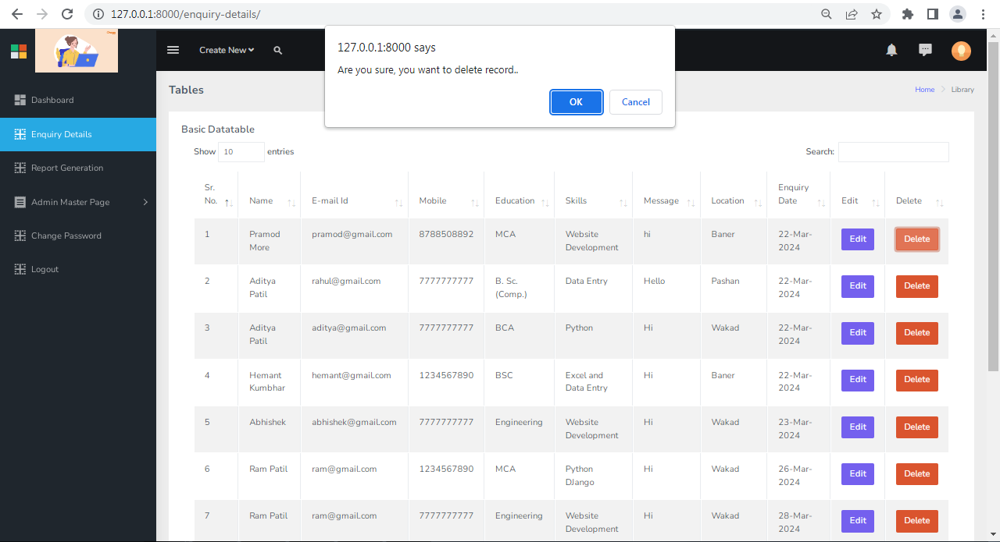 127.0.0.1:8000/enquiry-details/
127.0.0.1:8000 says
Are you sure, you want to delete record..
OK Cancel
Create New
Dashboard
Enquiry Details
Report Generation
Admin Master Page
Change Password
Logout
Tables
Home Library
Basic Datatable
Show 10 entries
Search:
Sr. No. Name E-mail Id Mobile Education Skills Message Location Enquiry Date Edit Delete
1 Pramod More pramod@gmail.com 8788508892 MCA Website Development hi Baner 22-Mar-2024 Edit Delete
2 Aditya Patil rahul@gmail.com 7777777777 B. Sc. (Comp.) Data Entry Hello Pashan 22-Mar-2024 Edit Delete
3 Aditya Patil aditya@gmail.com 7777777777 BCA Python Hi Wakad 22-Mar-2024 Edit Delete
4 Hemant Kumbhar hemant@gmail.com 1234567890 BSC Excel and Data Entry Hi Baner 22-Mar-2024 Edit Delete
5 Abhishek abhishek@gmail.com 7777777777 Engineering Website Development Hi Wakad 23-Mar-2024 Edit Delete
6 Ram Patil ram@gmail.com 1234567890 MCA Python DJango Hi Wakad 26-Mar-2024 Edit Delete
7 Ram Patil ram@gmail.com 7777777777 Engineering Website Development Hi Wakad 28-Mar-2024 Edit Delete